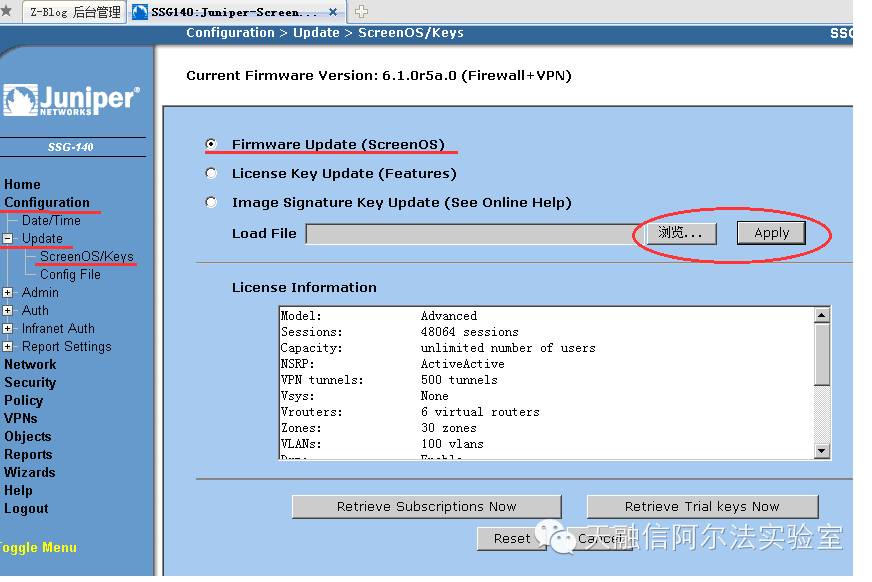 Z-Blog 后台管理
SSG140:Juniper-Screen...
Configuration > Update > ScreenOS/Keys
Current Firmware Version: 6.1.0r5a.0 (Firewall+VPN)
Juniper
NETWORKS
SSG-140
Home
Configuration
Date/Time
Update
ScreenOS/Keys
Config File
Admin
Auth
Infranet Auth
Report Settings
Network
Security
Policy
VPNs
Objects
Reports
Wizards
Help
Logout
Toggle Menu
Firmware Update (ScreenOS)
License Key Update (Features)
Image Signature Key Update (See Online Help)
Load File 浏览... Apply
License Information
Model: Advanced
Sessions: 48064 sessions
Capacity: unlimited number of users
NSRP: ActiveActive
VPN tunnels: 500 tunnels
Vsys: None
Vrouters: 6 virtual routers
Zones: 30 zones
VLANs: 100 vlans
Retrieve Subscriptions Now Retrieve Trial keys Now
Reset Cancel
天融信阿尔法实验室